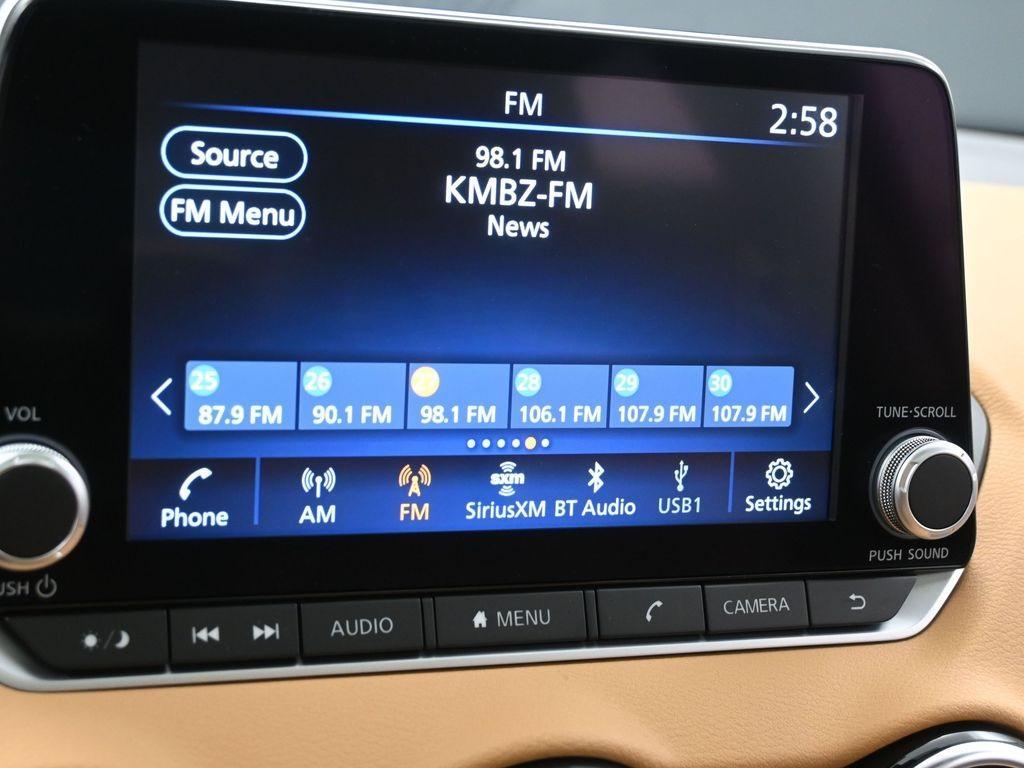 FM
2:58
Source
98.1 FM
FM Menu
KMBZ-FM
News
25 26 27 28 29 30
87.9 FM 90.1 FM 98.1 FM 106.1 FM 107.9 FM 107.9 FM
VOL
TUNE·SCROLL
sxm
Phone AM FM SiriusXM BT Audio USB1 Settings
PUSH SOUND
AUDIO MENU CAMERA